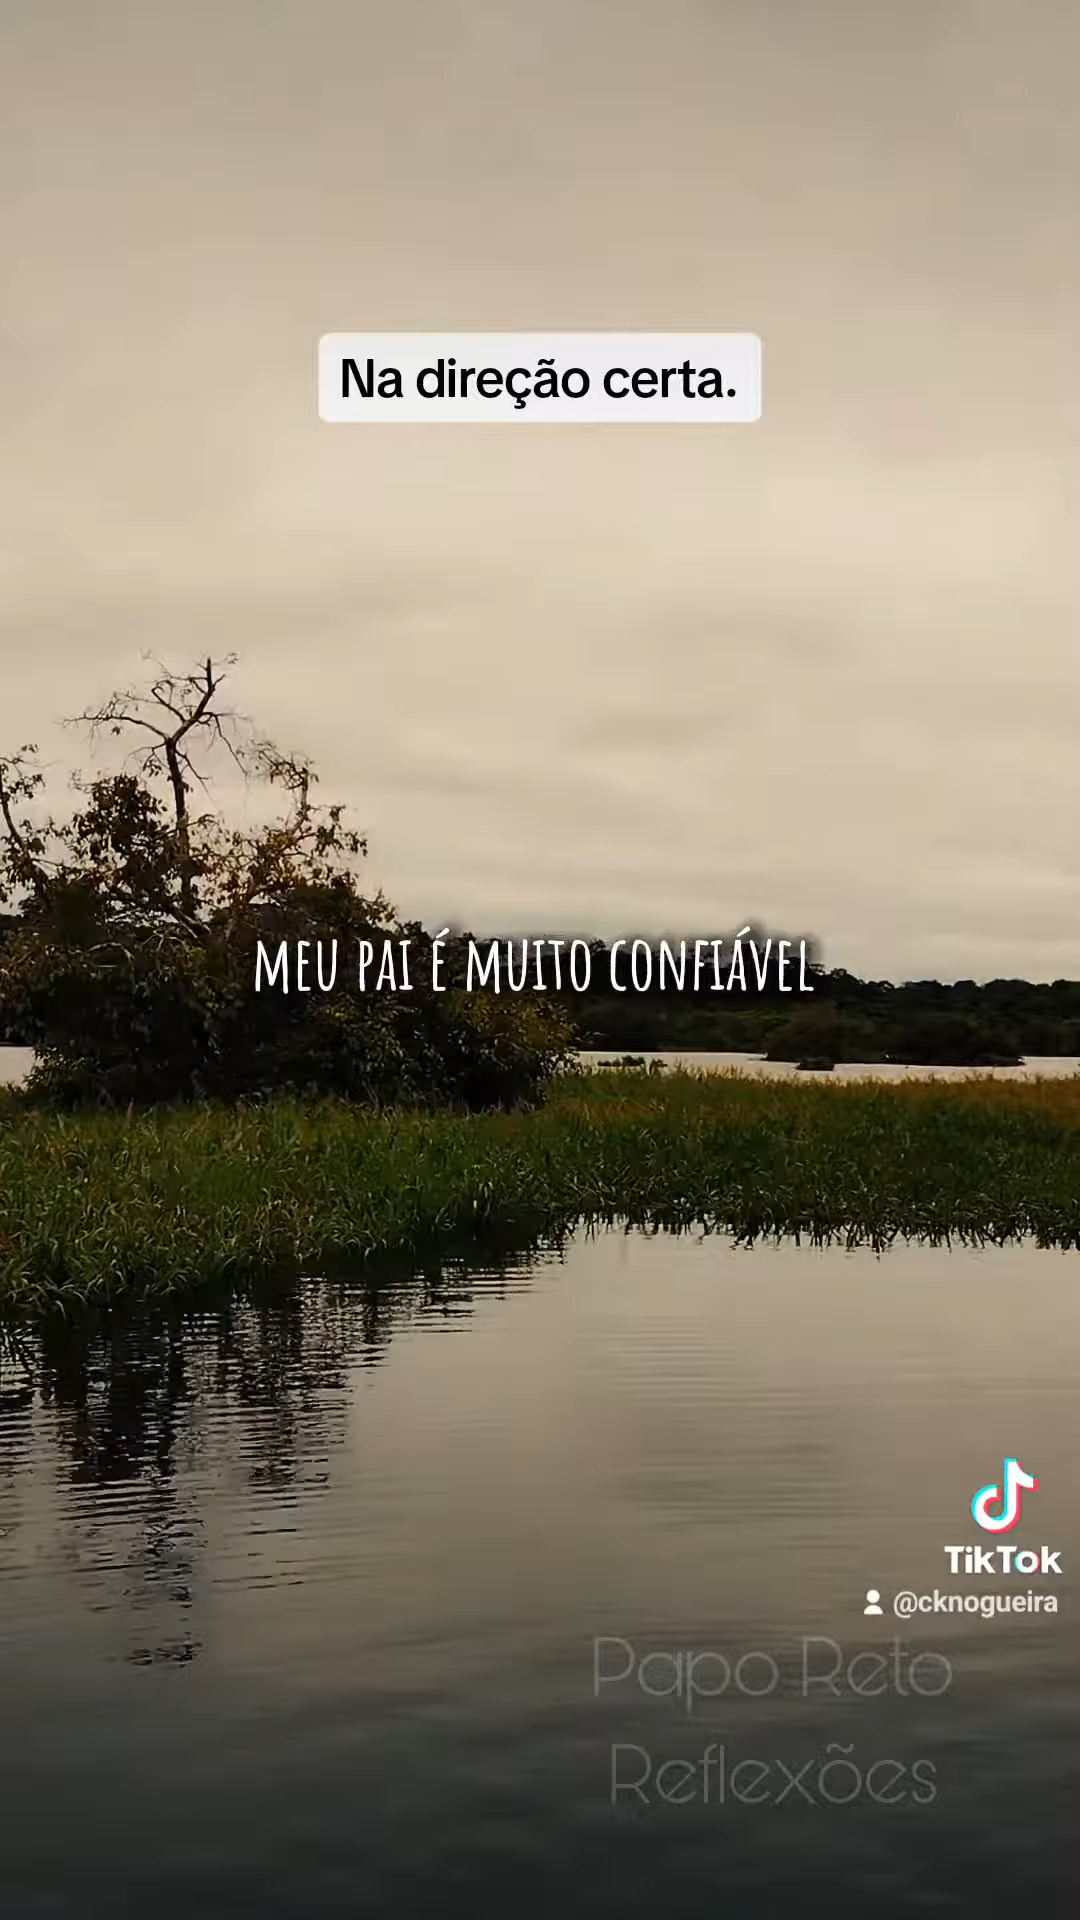 Na direção certa.
MEU PAI É MUITO CONFIÁVEL
TikTok
@cknogueira
Papo Reto
Reflexões